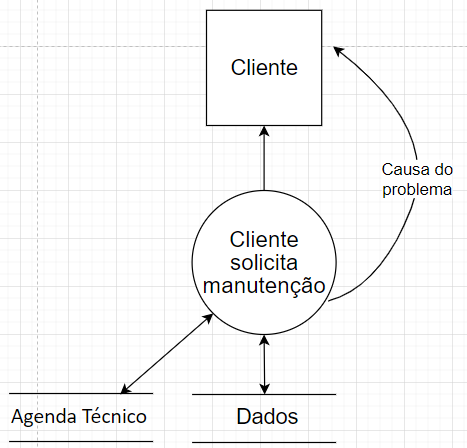 Cliente
Causa do
problema
Cliente
solicita
manutenção
Agenda Técnico
Dados